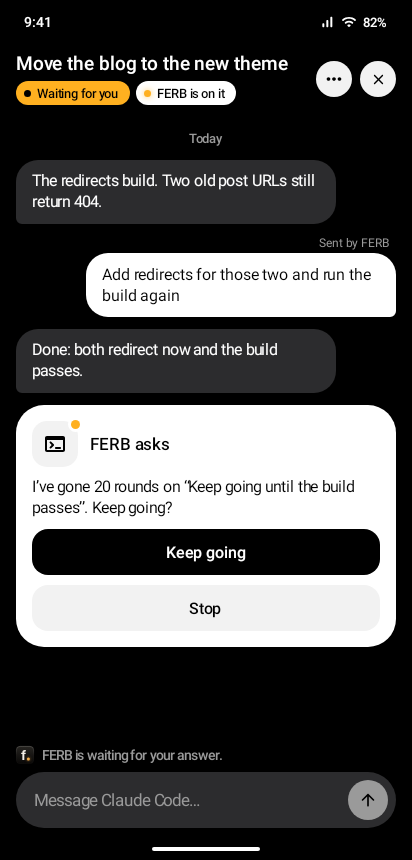 9:41
82%
Move the blog to the new theme
Waiting for you
FERB is on it
Today
The redirects build. Two old post URLs still
return 404.
Sent by FERB
Add redirects for those two and run the
build again
Done: both redirect now and the build
passes.
FERB asks
I’ve gone 20 rounds on “Keep going until the build
passes”. Keep going?
Keep going
Stop
f.
FERB is waiting for your answer.
Message Claude Code...